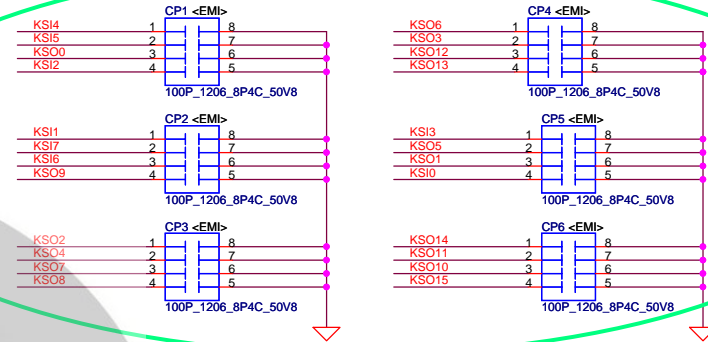 CP1 <EMI>
KSI4 1 8
KSI5 2 7
KSO0 3 6
KSI2 4 5
100P_1206_8P4C_50V8
CP2 <EMI>
KSI1 1 8
KSI7 2 7
KSI6 3 6
KSO9 4 5
100P_1206_8P4C_50V8
CP3 <EMI>
KSO2 1 8
KSO4 2 7
KSO7 3 6
KSO8 4 5
100P_1206_8P4C_50V8
CP4 <EMI>
KSO6 1 8
KSO3 2 7
KSO12 3 6
KSO13 4 5
100P_1206_8P4C_50V8
CP5 <EMI>
KSI3 1 8
KSO5 2 7
KSO1 3 6
KSI0 4 5
100P_1206_8P4C_50V8
CP6 <EMI>
KSO14 1 8
KSO11 2 7
KSO10 3 6
KSO15 4 5
100P_1206_8P4C_50V8